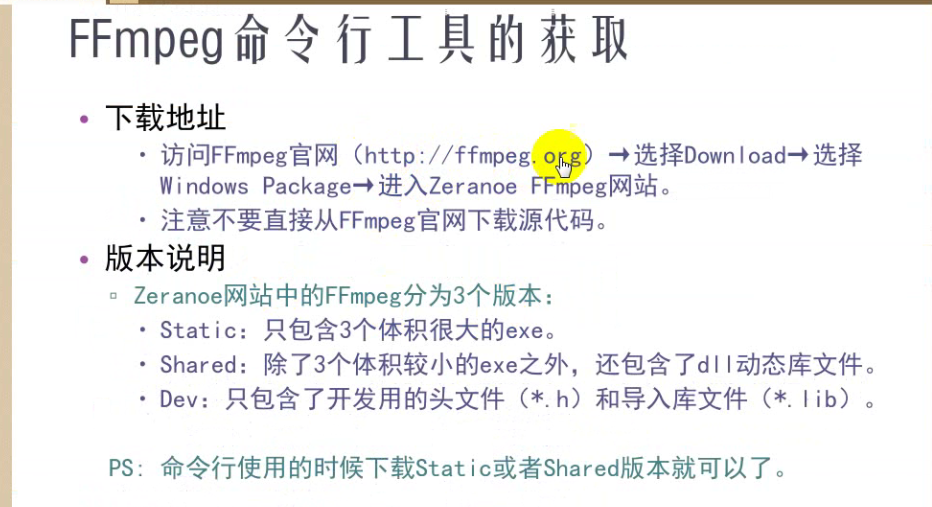 FFmpeg命令行工具的获取
• 下载地址
• 访问FFmpeg官网（http://ffmpeg.org）→选择Download→选择
Windows Package→进入Zeranoe FFmpeg网站。
• 注意不要直接从FFmpeg官网下载源代码。
• 版本说明
▫ Zeranoe网站中的FFmpeg分为3个版本：
• Static：只包含3个体积很大的exe。
• Shared：除了3个体积较小的exe之外，还包含了dll动态库文件。
• Dev：只包含了开发用的头文件（*.h）和导入库文件（*.lib）。
PS: 命令行使用的时候下载Static或者Shared版本就可以了。